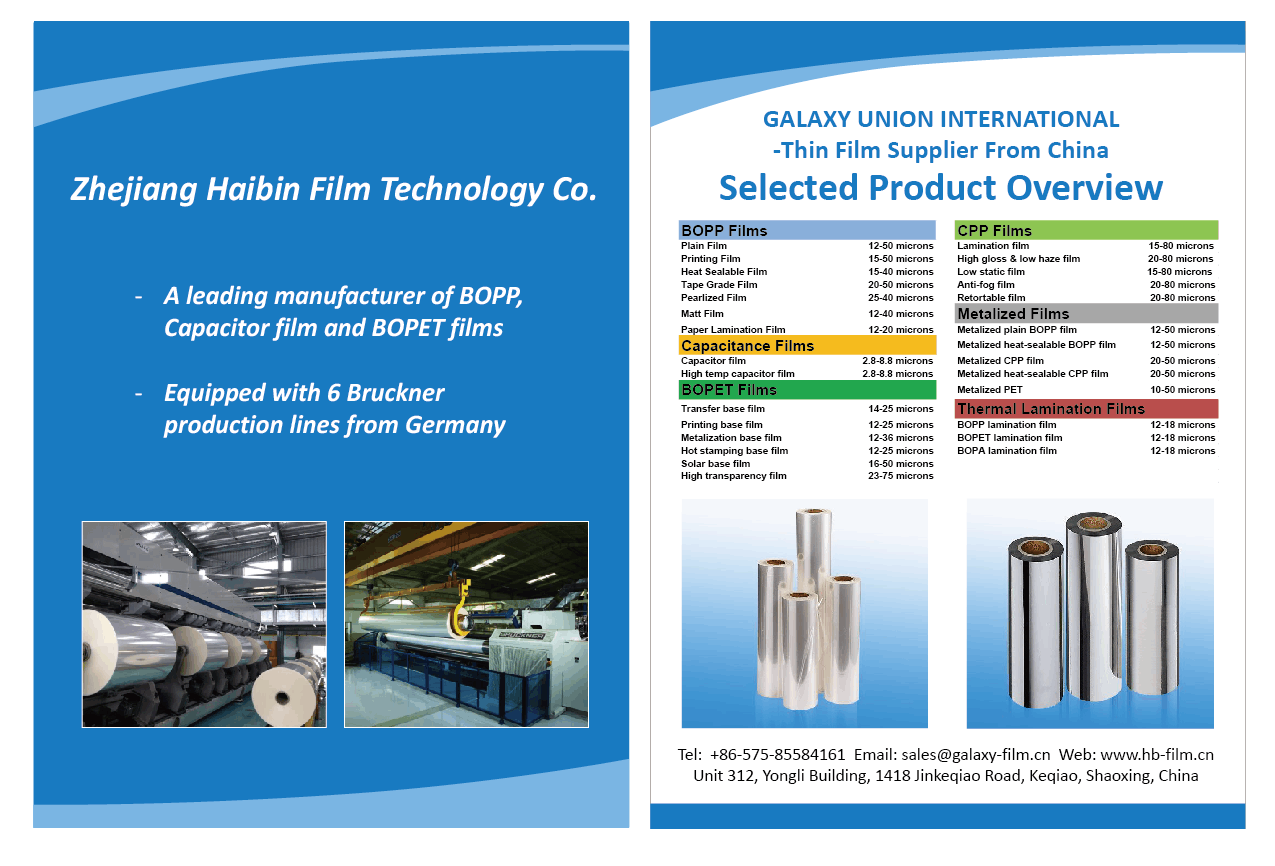 Zhejiang Haibin Film Technology Co.
- A leading manufacturer of BOPP,
Capacitor film and BOPET films
- Equipped with 6 Bruckner
production lines from Germany
BRUCKNER
GALAXY UNION INTERNATIONAL
-Thin Film Supplier From China
Selected Product Overview
BOPP Films
Plain Film 12-50 microns
Printing Film 15-50 microns
Heat Sealable Film 15-40 microns
Tape Grade Film 20-50 microns
Pearlized Film 25-40 microns
Matt Film 12-40 microns
Paper Lamination Film 12-20 microns
Capacitance Films
Capacitor film 2.8-8.8 microns
High temp capacitor film 2.8-8.8 microns
BOPET Films
Transfer base film 14-25 microns
Printing base film 12-25 microns
Metalization base film 12-36 microns
Hot stamping base film 12-25 microns
Solar base film 16-50 microns
High transparency film 23-75 microns
CPP Films
Lamination film 15-80 microns
High gloss & low haze film 20-80 microns
Low static film 15-80 microns
Anti-fog film 20-80 microns
Retortable film 20-80 microns
Metalized Films
Metalized plain BOPP film 12-50 microns
Metalized heat-sealable BOPP film 12-50 microns
Metalized CPP film 20-50 microns
Metalized heat-sealable CPP film 20-50 microns
Metalized PET 10-50 microns
Thermal Lamination Films
BOPP lamination film 12-18 microns
BOPET lamination film 12-18 microns
BOPA lamination film 12-18 microns
Tel: +86-575-85584161 Email: sales@galaxy-film.cn Web: www.hb-film.cn
Unit 312, Yongli Building, 1418 Jinkeqiao Road, Keqiao, Shaoxing, China